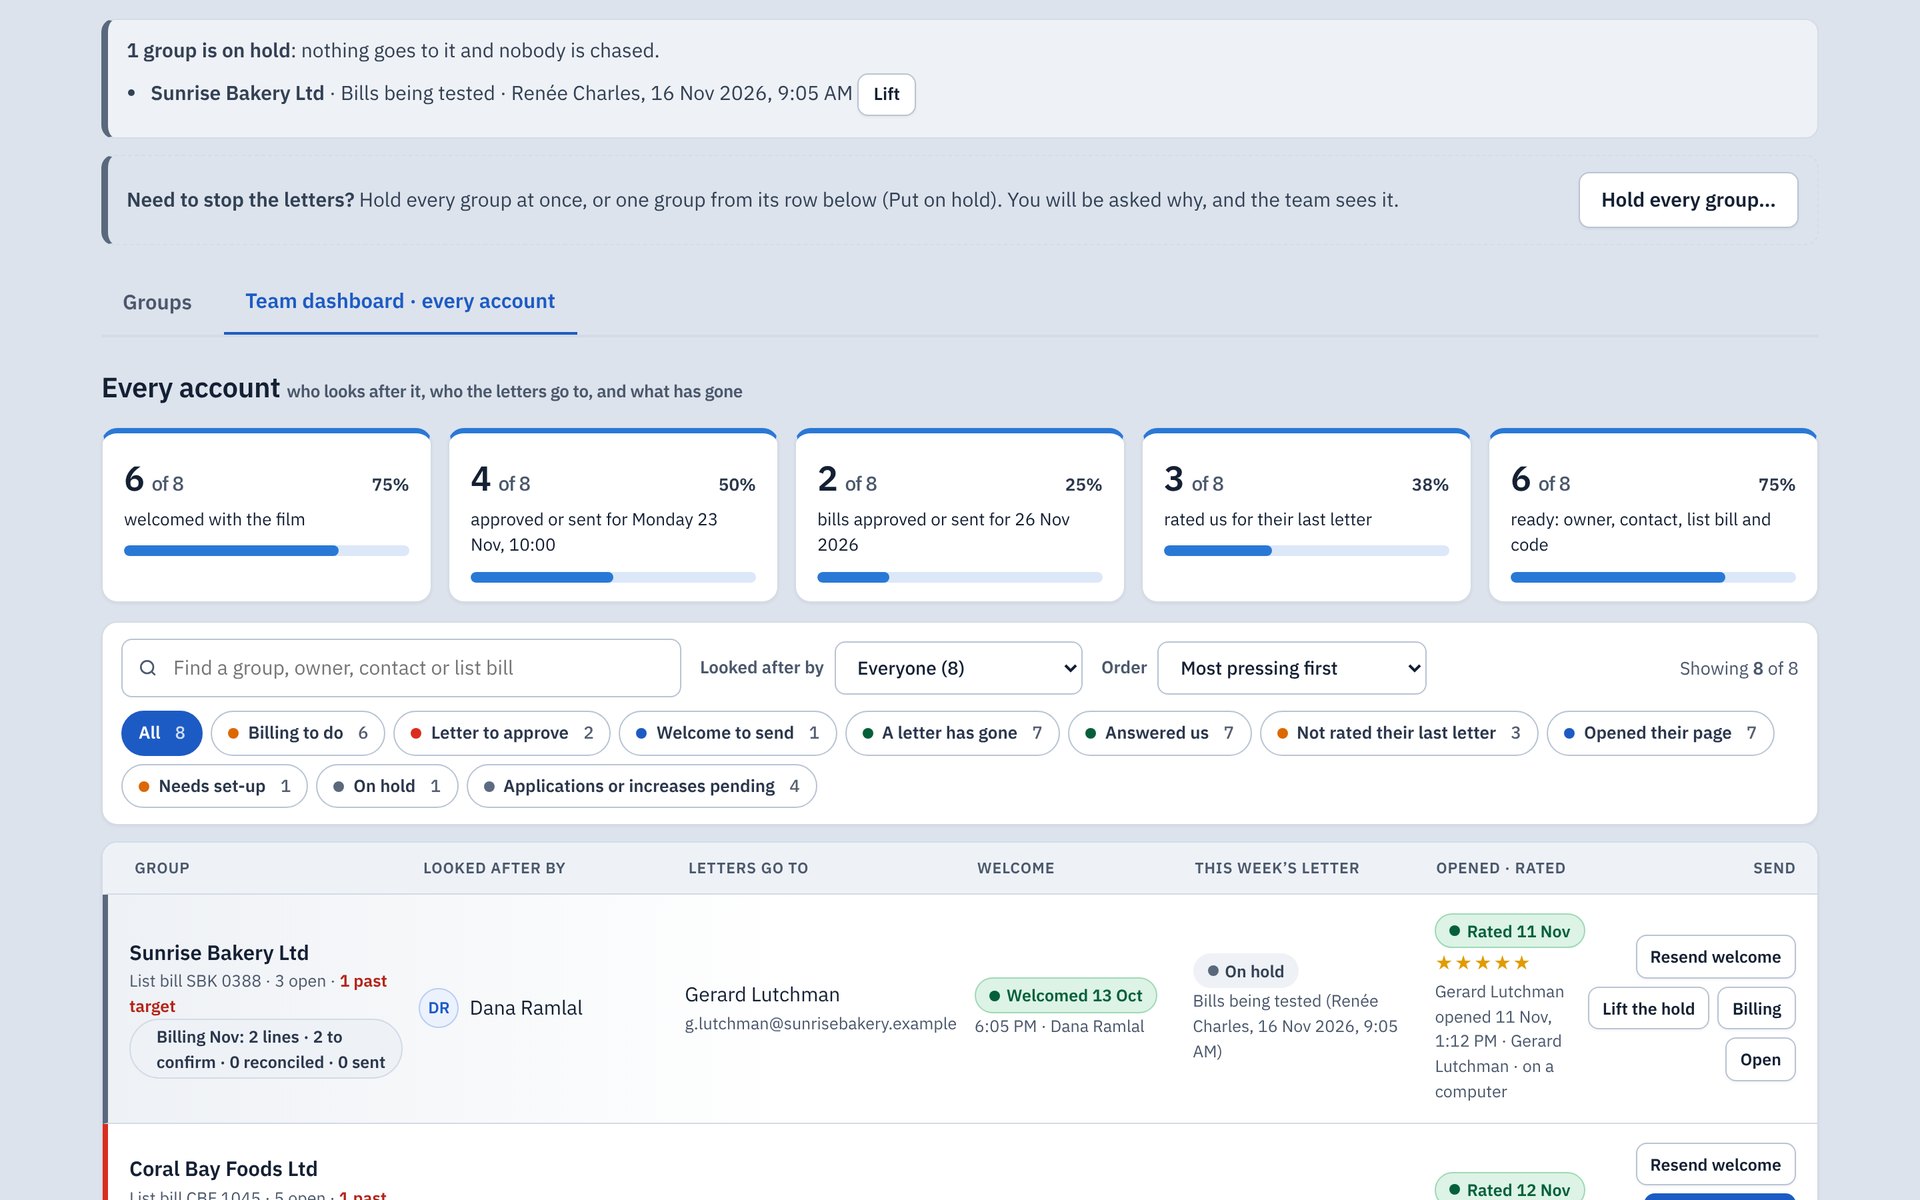 1 group is on hold: nothing goes to it and nobody is chased.
• Sunrise Bakery Ltd · Bills being tested · Renée Charles, 16 Nov 2026, 9:05 AM Lift
Need to stop the letters? Hold every group at once, or one group from its row below (Put on hold). You will be asked why, and the team sees it.
Hold every group...
Groups
Team dashboard · every account
Every account who looks after it, who the letters go to, and what has gone
6 of 8 75%
welcomed with the film
4 of 8 50%
approved or sent for Monday 23
Nov, 10:00
2 of 8 25%
bills approved or sent for 26 Nov
2026
3 of 8 38%
rated us for their last letter
6 of 8 75%
ready: owner, contact, list bill and
code
Find a group, owner, contact or list bill
Looked after by Everyone (8)
Order Most pressing first
Showing 8 of 8
All 8
Billing to do 6
Letter to approve 2
Welcome to send 1
A letter has gone 7
Answered us 7
Not rated their last letter 3
Opened their page 7
Needs set-up 1
On hold 1
Applications or increases pending 4
GROUP LOOKED AFTER BY LETTERS GO TO WELCOME THIS WEEK’S LETTER OPENED · RATED SEND
Sunrise Bakery Ltd
List bill SBK 0388 · 3 open · 1 past
target
Billing Nov: 2 lines · 2 to
confirm · 0 reconciled · 0 sent
DR Dana Ramlal
Gerard Lutchman
g.lutchman@sunrisebakery.example
Welcomed 13 Oct
6:05 PM · Dana Ramlal
On hold
Bills being tested (Renée
Charles, 16 Nov 2026, 9:05
AM)
Rated 11 Nov
★★★★★
Gerard Lutchman
opened 11 Nov,
1:12 PM · Gerard
Lutchman · on a
computer
Resend welcome
Lift the hold
Billing
Open
Coral Bay Foods Ltd
List bill CBF 1045 · 5 open · 1 past
Rated 12 Nov
Resend welcome